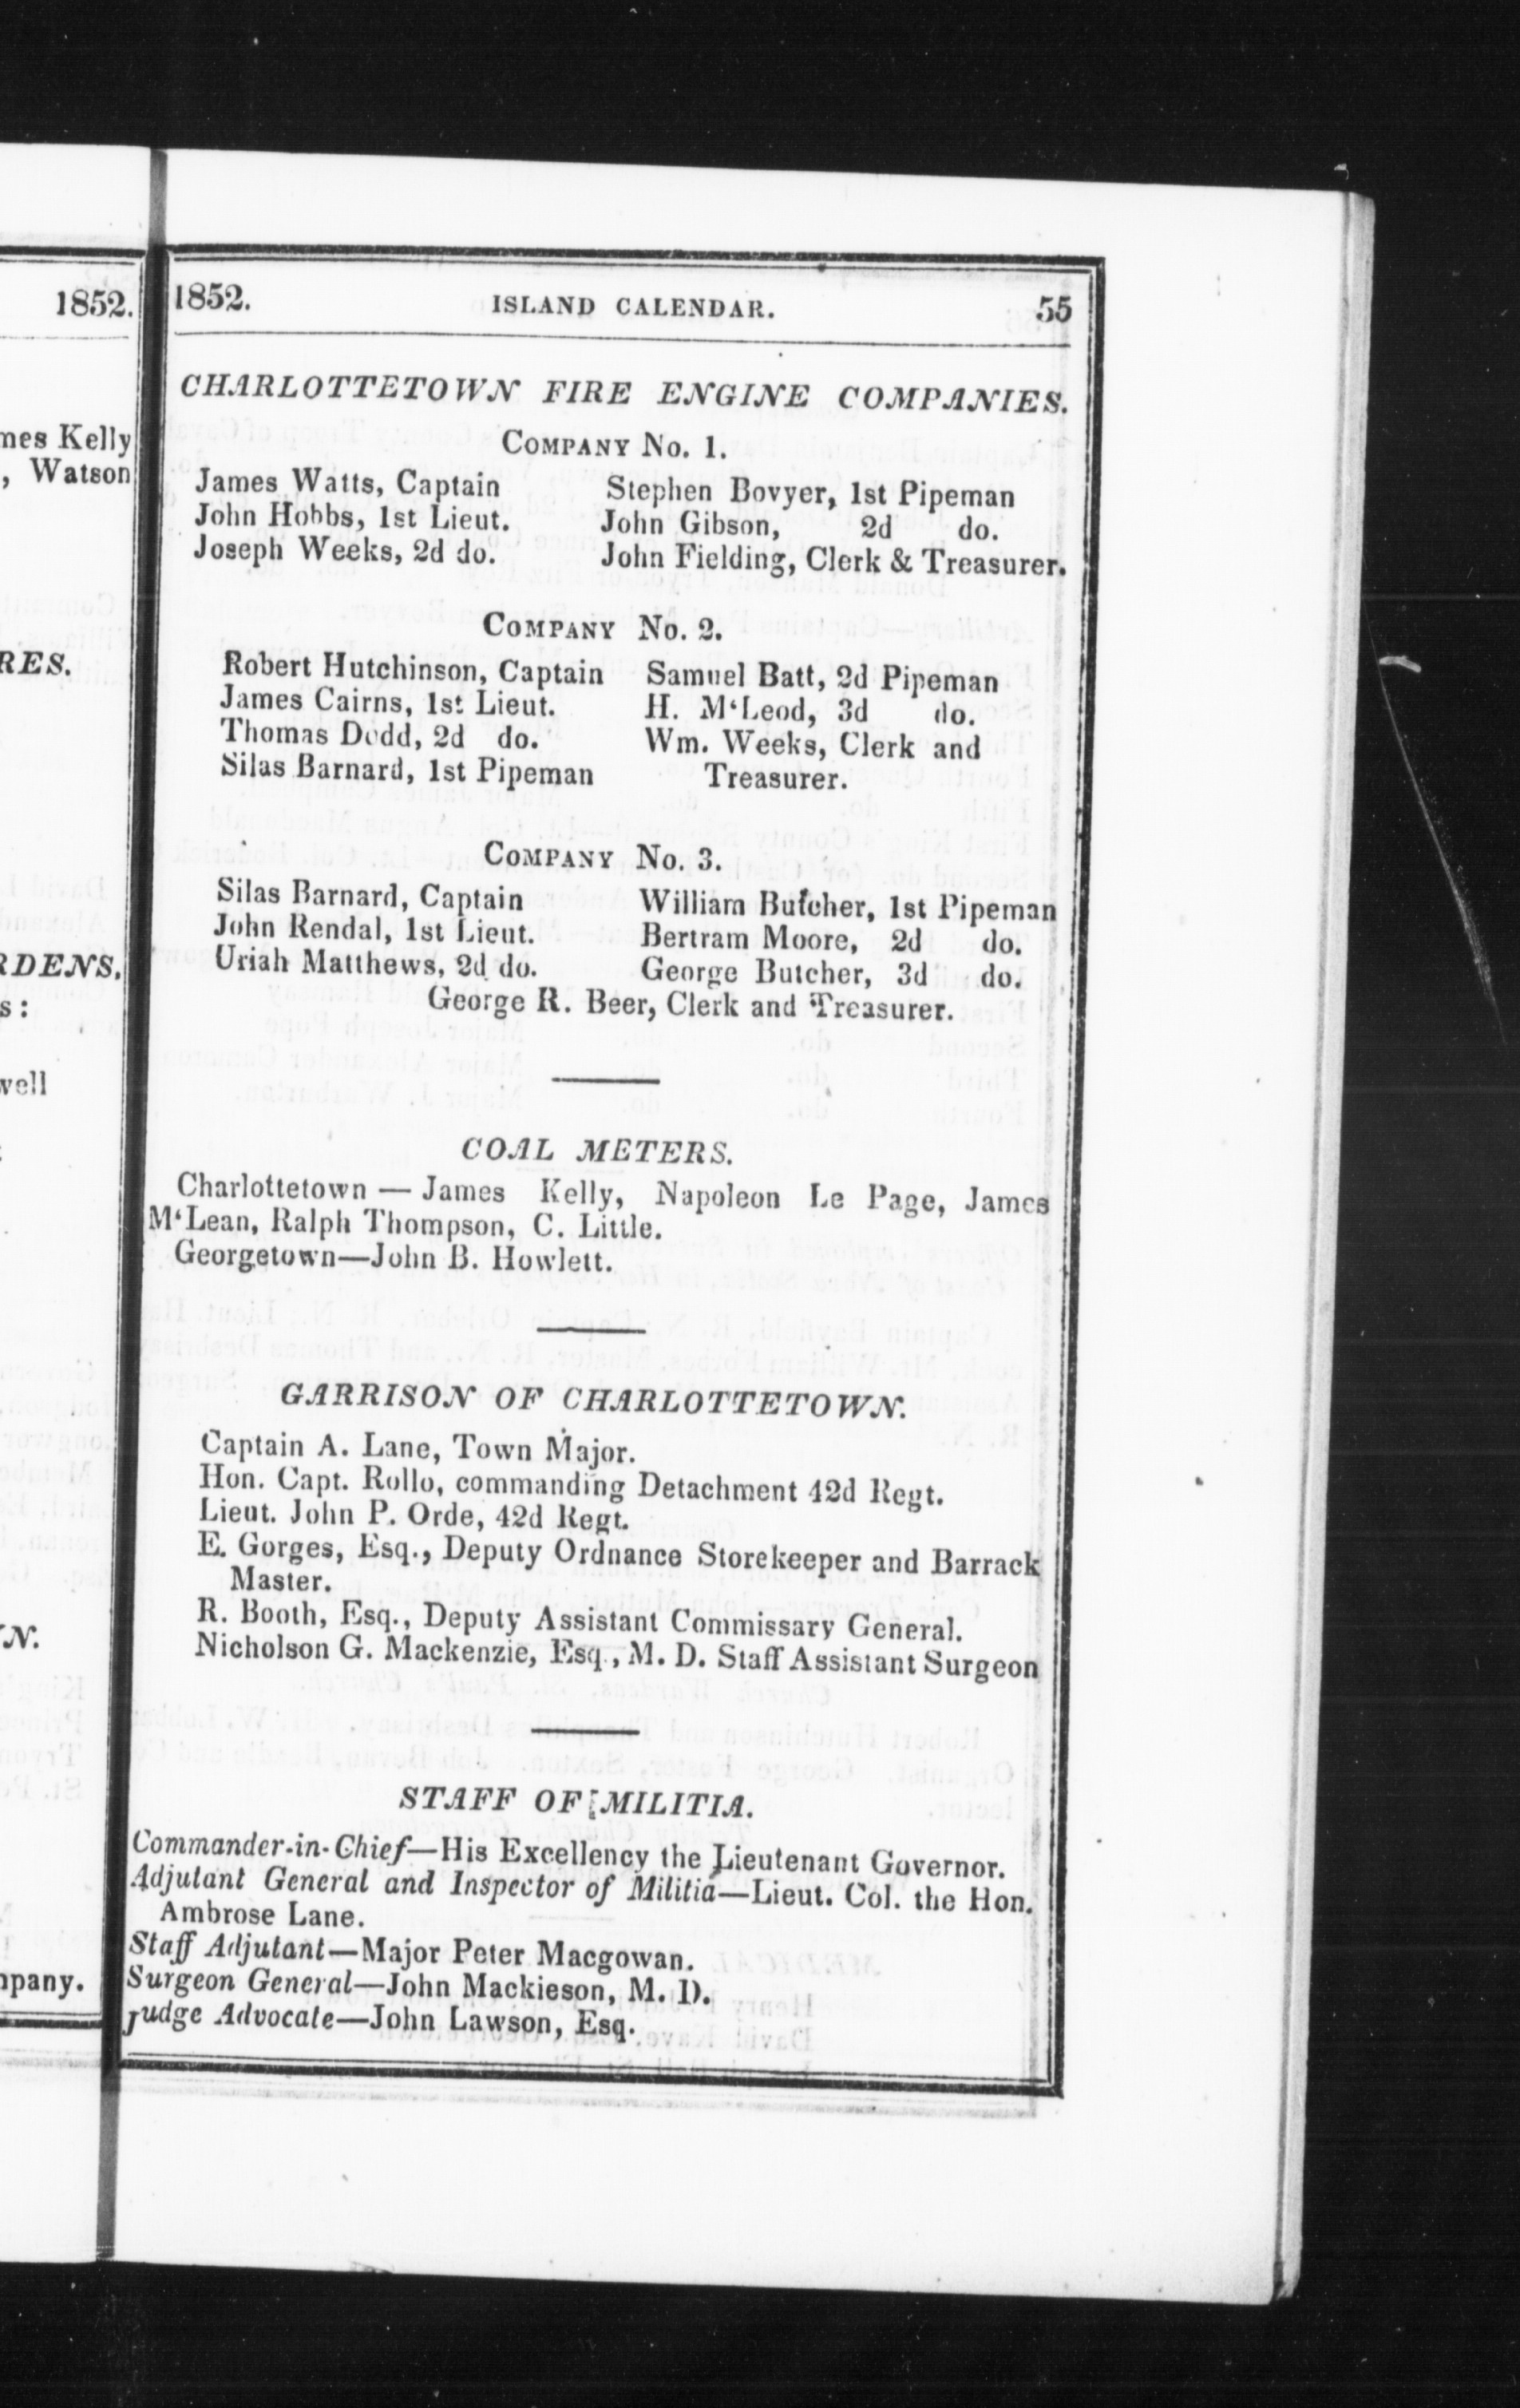 1852.
mes Kelly
, Watson
RES.
RDENS.
s:
well
N.
mpany.
1852. ISLAND CALENDAR. 55
CHARLOTTETOWN FIRE ENGINE COMPANIES.
COMPANY No. 1.
James Watts, Captain Stephen Bovyer, 1st Pipeman
John Hobbs, 1st Lieut. John Gibson, 2d do.
Joseph Weeks, 2d do. John Fielding, Clerk & Treasurer.
COMPANY No. 2.
Robert Hutchinson, Captain Samuel Batt, 2d Pipeman
James Cairns, 1st Lieut. H. M‘Leod, 3d do.
Thomas Dodd, 2d do. Wm. Weeks, Clerk and
Silas Barnard, 1st Pipeman Treasurer.
COMPANY No. 3.
Silas Barnard, Captain William Butcher, 1st Pipeman
John Rendal, 1st Lieut. Bertram Moore, 2d do.
Uriah Matthews, 2d do. George Butcher, 3d do.
George R. Beer, Clerk and Treasurer.
COAL METERS.
Charlottetown — James Kelly, Napoleon Le Page, James
M‘Lean, Ralph Thompson, C. Little.
Georgetown—John B. Howlett.
GARRISON OF CHARLOTTETOWN.
Captain A. Lane, Town Major.
Hon. Capt. Rollo, commanding Detachment 42d Regt.
Lieut. John P. Orde, 42d Regt.
E. Gorges, Esq., Deputy Ordnance Storekeeper and Barrack
Master.
R. Booth, Esq., Deputy Assistant Commissary General.
Nicholson G. Mackenzie, Esq., M. D. Staff Assistant Surgeon
STAFF OF MILITIA.
Commander-in-Chief—His Excellency the Lieutenant Governor.
Adjutant General and Inspector of Militia—Lieut. Col. the Hon.
Ambrose Lane.
Staff Adjutant—Major Peter Macgowan.
Surgeon General—John Mackieson, M. D.
Judge Advocate—John Lawson, Esq.